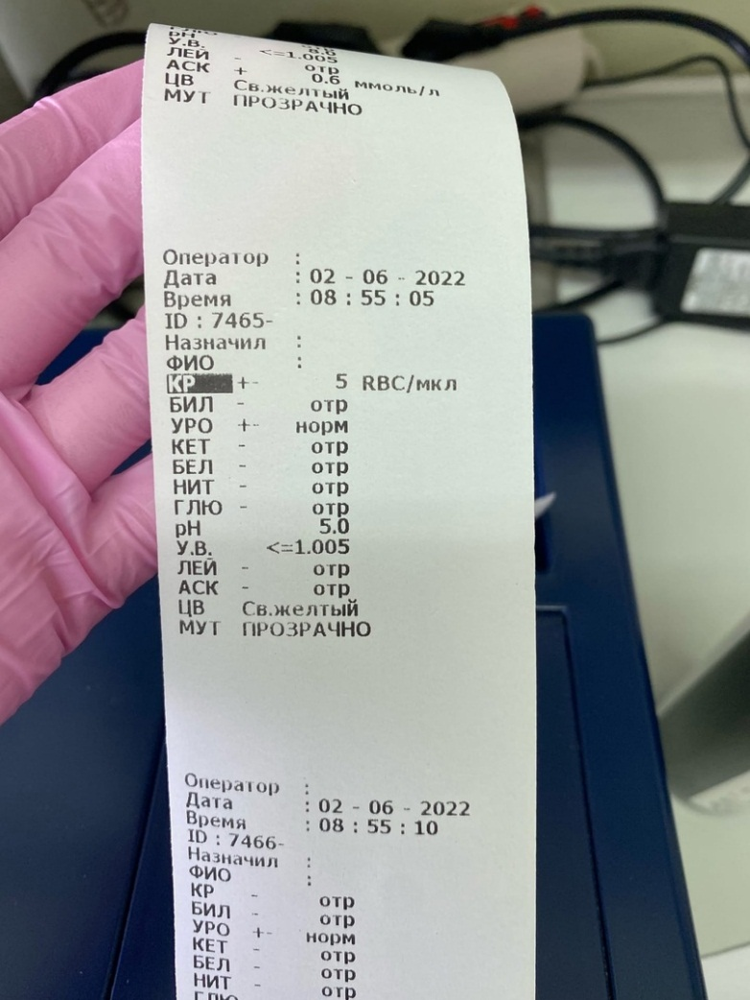 pH 8.0
У.В. <=1.005
ЛЕЙ - отр
АСК + 0.6 ммоль/л
ЦВ Св.желтый
МУТ ПРОЗРАЧНО
Оператор :
Дата : 02 - 06 - 2022
Время : 08 : 55 : 05
ID : 7465-
Назначил :
ФИО :
КР +- 5 RBC/мкл
БИЛ - отр
УРО +- норм
КЕТ - отр
БЕЛ - отр
НИТ - отр
ГЛЮ - отр
pH 5.0
У.В. <=1.005
ЛЕЙ - отр
АСК - отр
ЦВ Св.желтый
МУТ ПРОЗРАЧНО
Оператор :
Дата : 02 - 06 - 2022
Время : 08 : 55 : 10
ID : 7466-
Назначил :
ФИО :
КР - отр
БИЛ - отр
УРО +- норм
КЕТ - отр
БЕЛ - отр
НИТ - отр
ГЛЮ